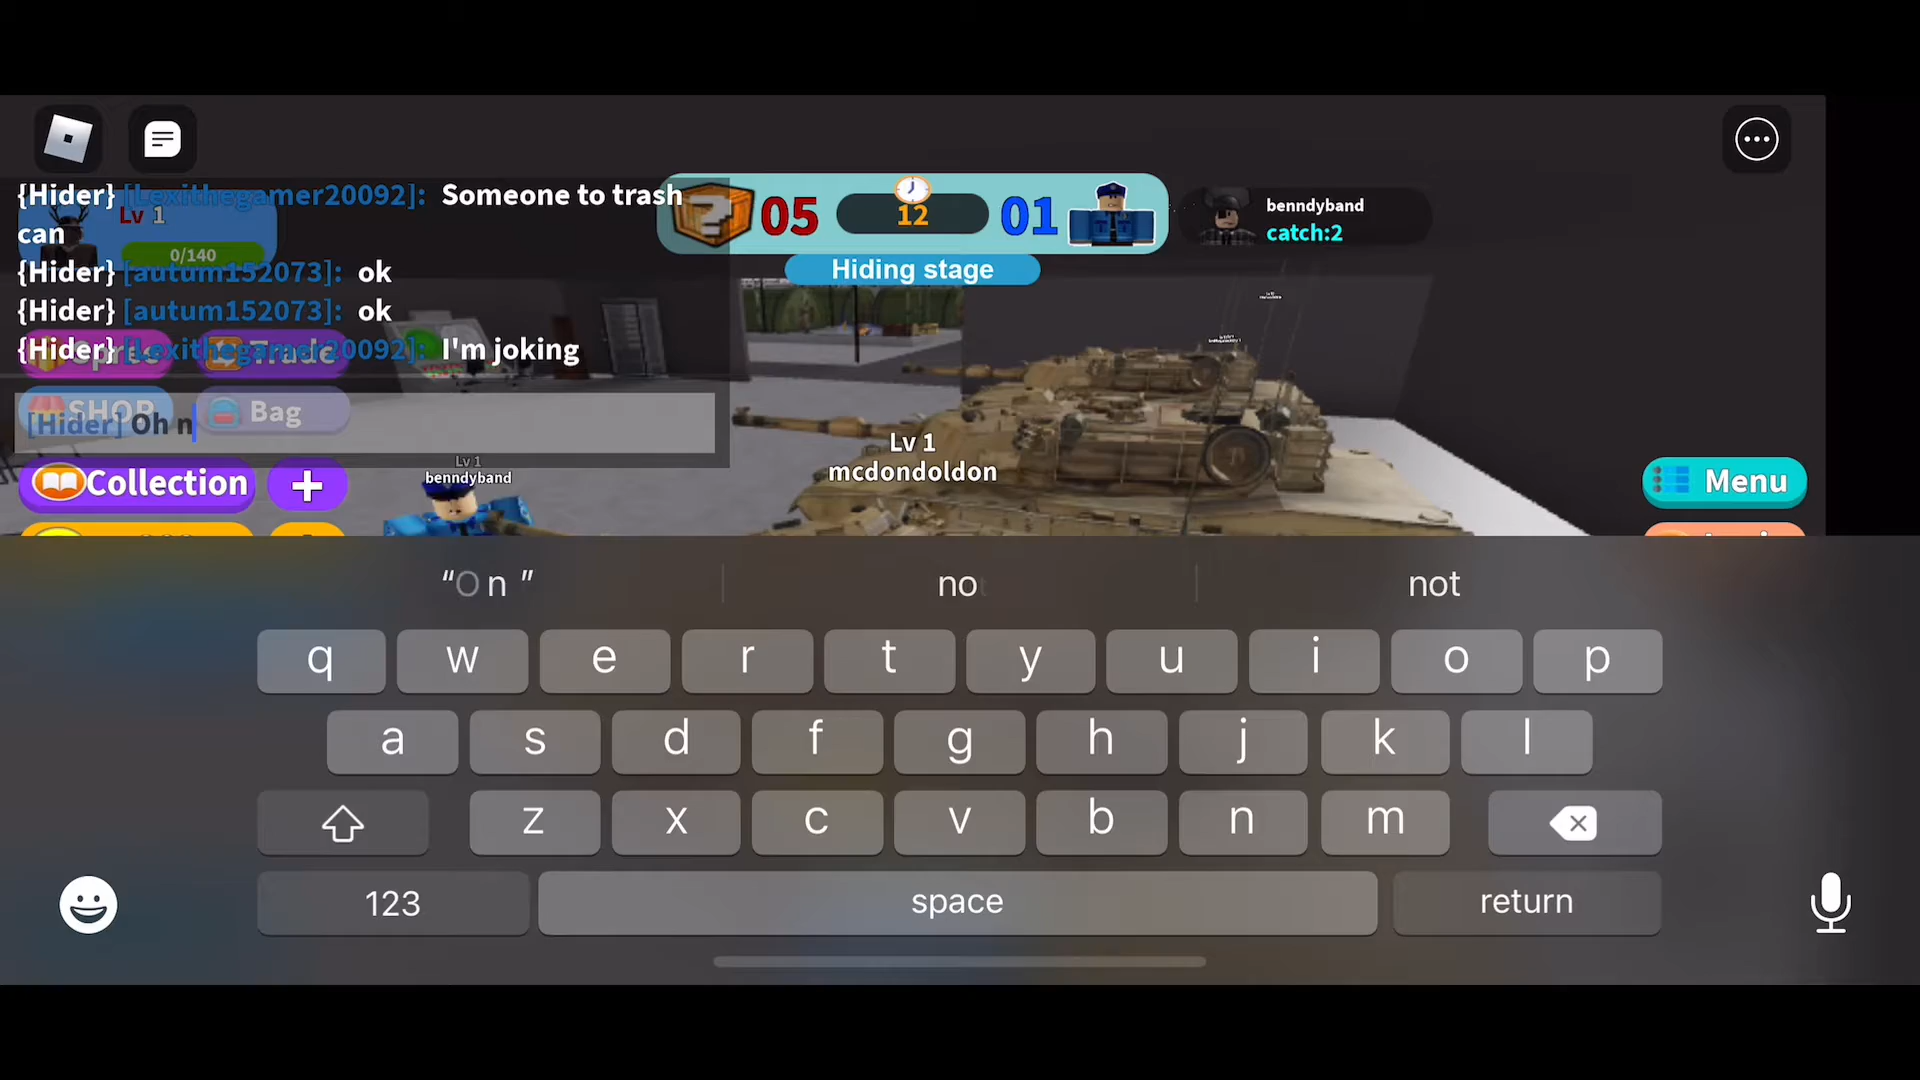 {Hider} [Lexithegamer20092]: Someone to trash
can
Lv 1
0/140
{Hider} [autum152073]: ok
{Hider} [autum152073]: ok
{Hider} [Lexithegamer20092]: I'm joking
Trade
SHOP
Bag
[Hider] Oh n
Collection
+
05
12
01
Hiding stage
benndyband
catch:2
Lv 1
benndyband
Lv 1
mcdondoldon
Menu
“O n ”
no
not
q w e r t y u i o p
a s d f g h j k l
z x c v b n m
123
space
return